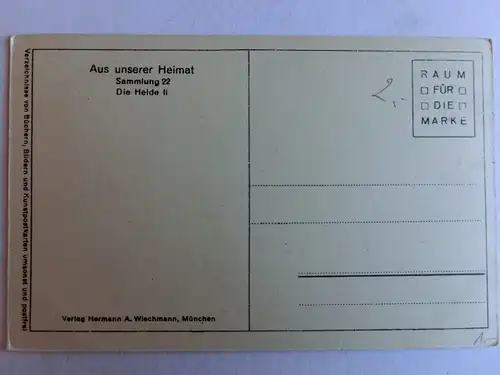 Aus unserer Heimat
Sammlung 22
Die Heide II
RAUM
FÜR
DIE
MARKE
2,-
Verzeichnisse von Büchern, Bildern und Kunstpostkarten umsonst und postfrei
Verlag Hermann A. Wiechmann, München